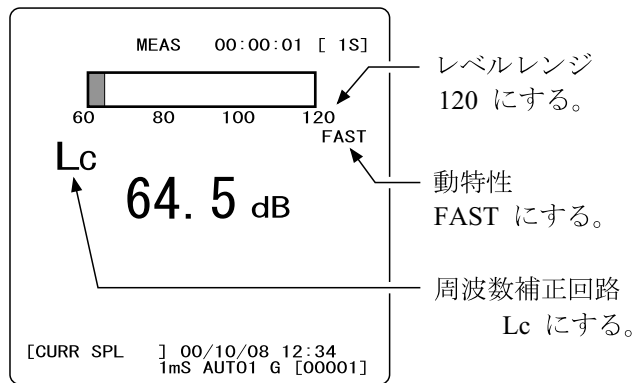 MEAS 00:00:01 [ 1S]
60 80 100 120
FAST
Lc
64.5 dB
[CURR SPL ] 00/10/08 12:34
1mS AUTO1 G [00001]
レベルレンジ
120 にする。
動特性
FAST にする。
周波数補正回路
Lc にする。